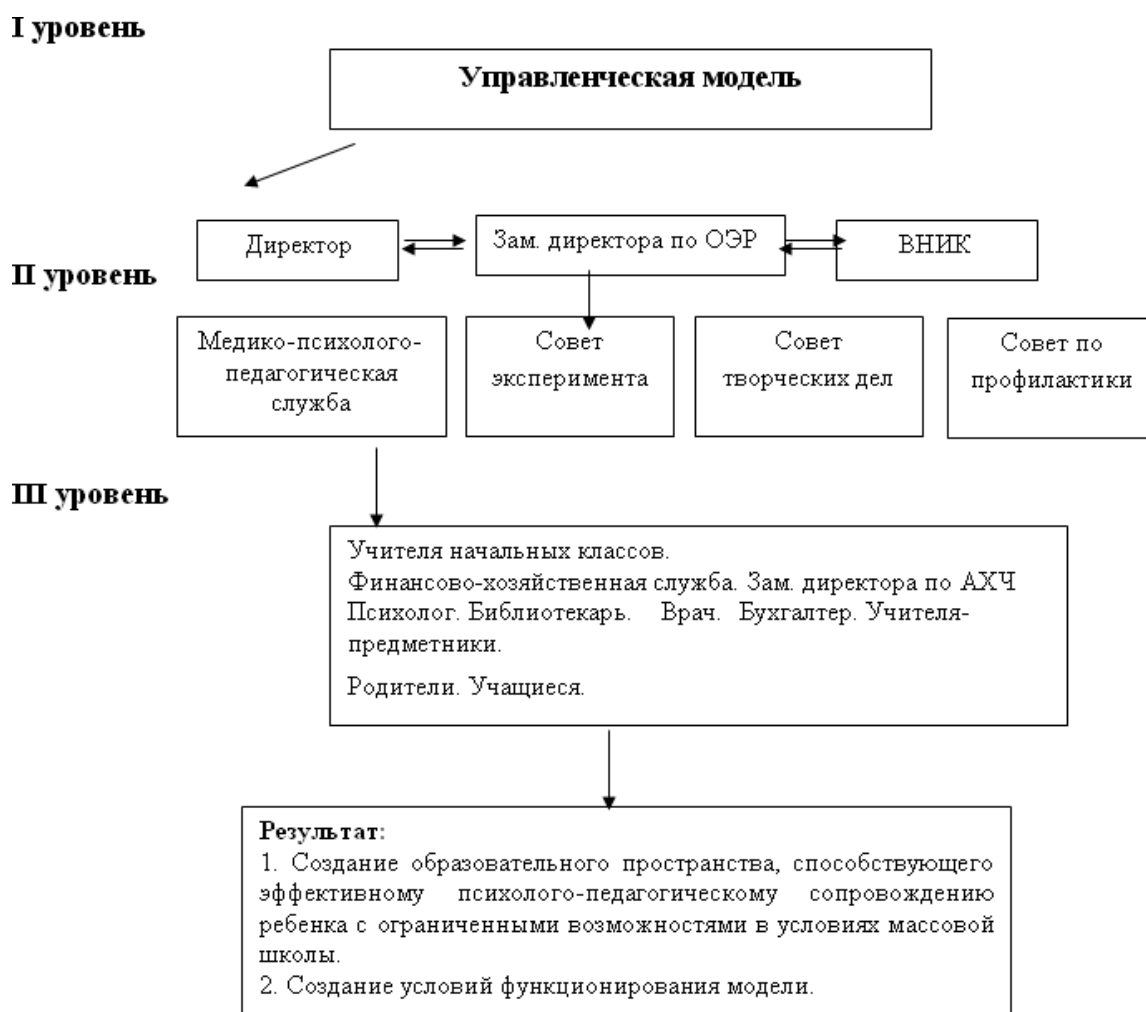 I уровень
Управленческая модель
Директор
Зам. директора по ОЭР
ВНИК
II уровень
Медико-психолого-
педагогическая
служба
Совет
эксперимента
Совет
творческих дел
Совет по
профилактики
III уровень
Учителя начальных классов.
Финансово-хозяйственная служба. Зам. директора по АХЧ
Психолог. Библиотекарь. Врач. Бухгалтер. Учителя-
предметники.
Родители. Учащиеся.
Результат:
1. Создание образовательного пространства, способствующего
эффективному психолого-педагогическому сопровождению
ребенка с ограниченными возможностями в условиях массовой
школы.
2. Создание условий функционирования модели.